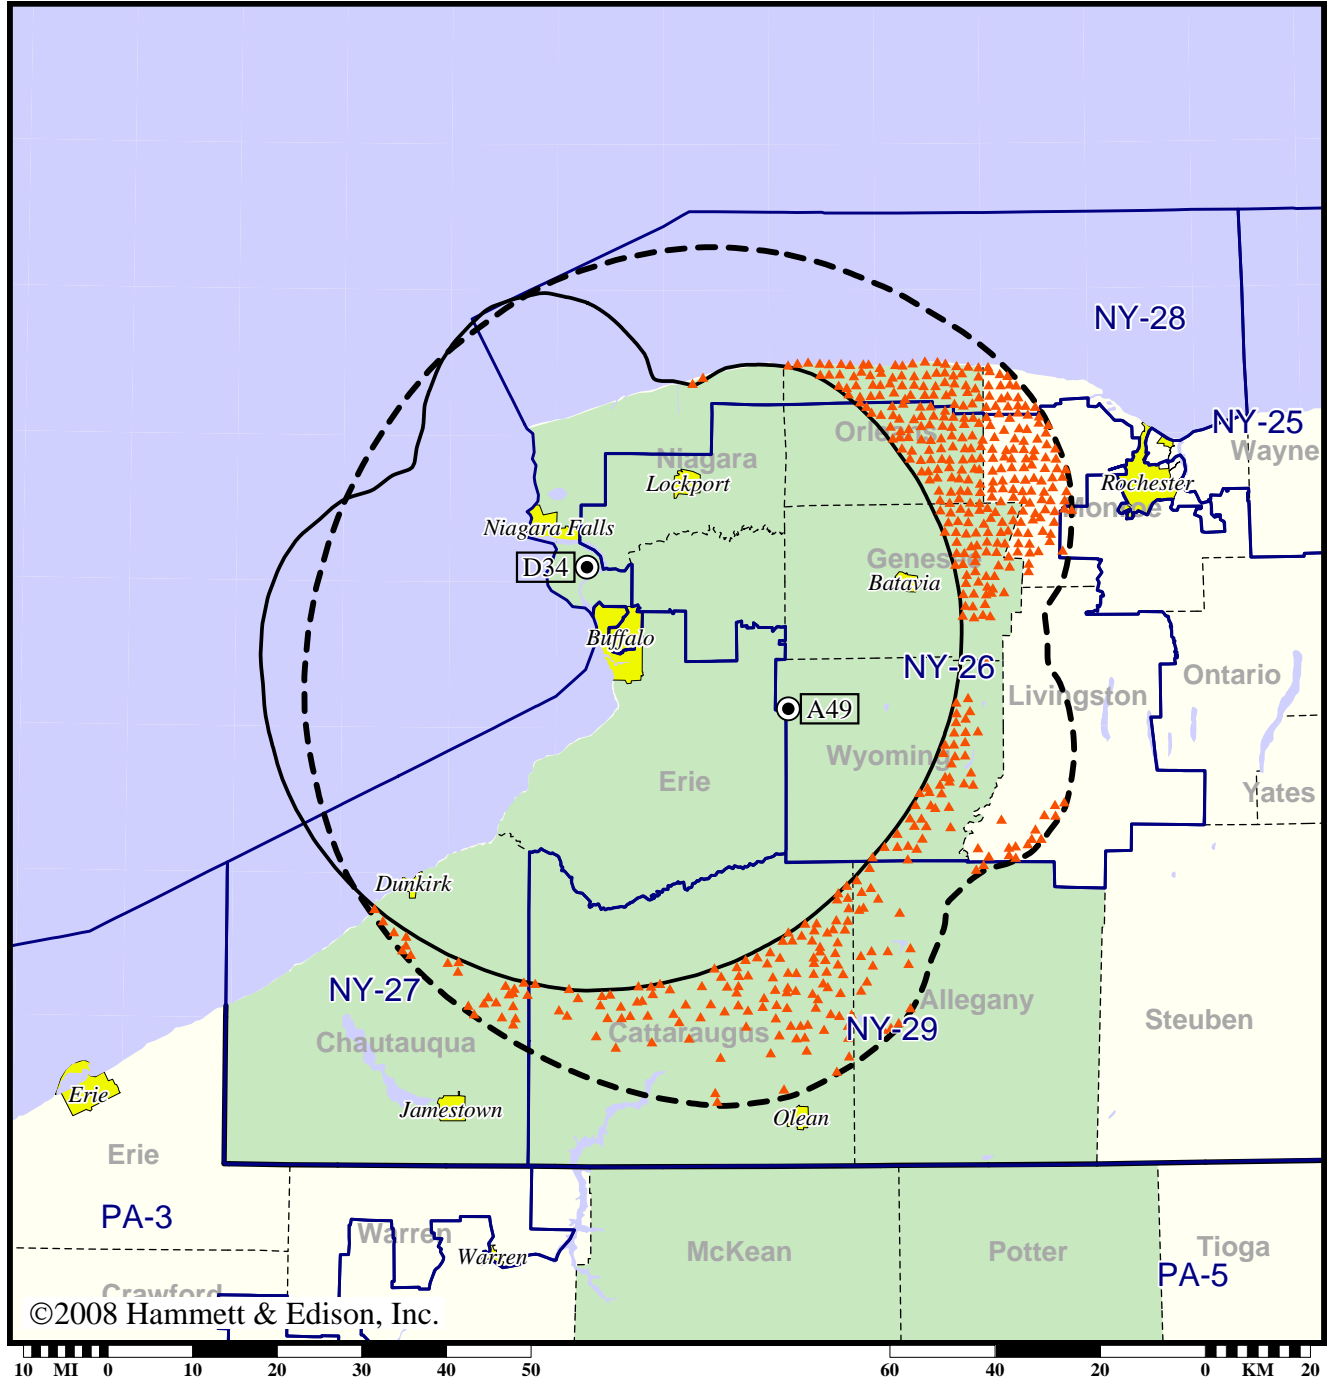 NY-28
NY-25
Wayne
Orleans
Niagara
Lockport
Rochester
Monroe
Niagara Falls
Genesee
D34
Batavia
Buffalo
NY-26
Livingston
Ontario
A49
Wyoming
Erie
Yates
Dunkirk
NY-27
Allegany
Steuben
NY-29
Cattaraugus
Chautauqua
Erie
Jamestown
Olean
Erie
PA-3
Warren
Warren
McKean
Potter
Tioga
PA-5
Crawford
©2008 Hammett & Edison, Inc.
10 MI 0 10 20 30 40 50 60 40 20 0 KM 20